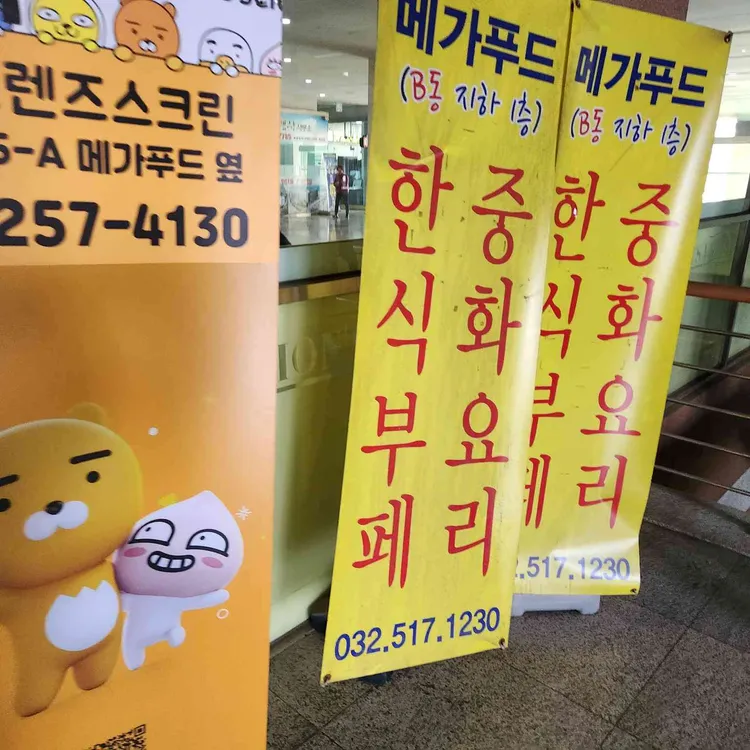 렌즈스크린
5-A 메가푸드 옆
257-4130
메가푸드
(B동 지하 1층)
한식부페
중화요리
032.517.1230
메가푸드
(B동 지하 1층)
한식부페
중화요리
.517.1230